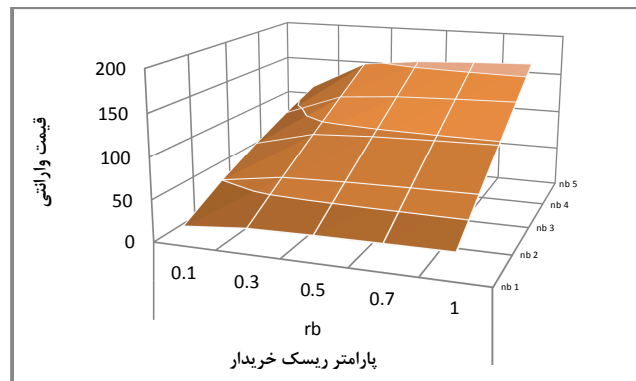 200
150
100
50
0
قیمت وارانتی
0.1
0.3
0.5
0.7
1
rb
پارامتر ریسک خریدار
nb 5
nb 4
nb 3
nb 2
nb 1